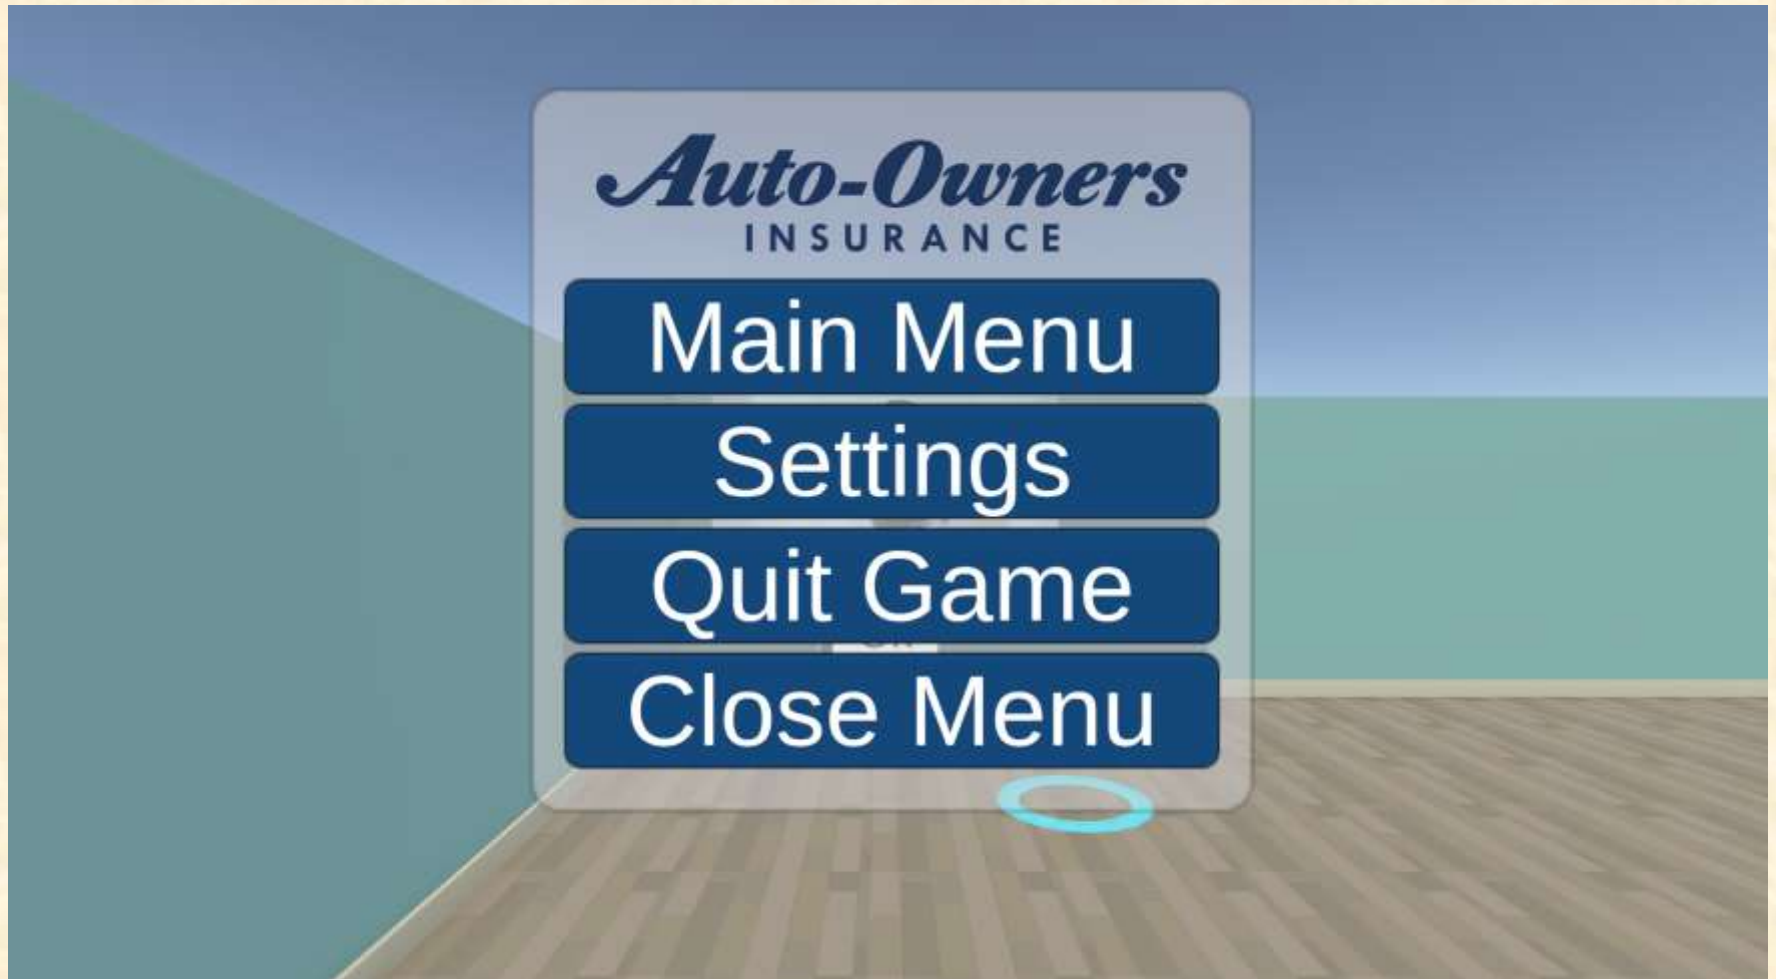 Auto-Owners
INSURANCE
Main Menu
Settings
Quit Game
Close Menu